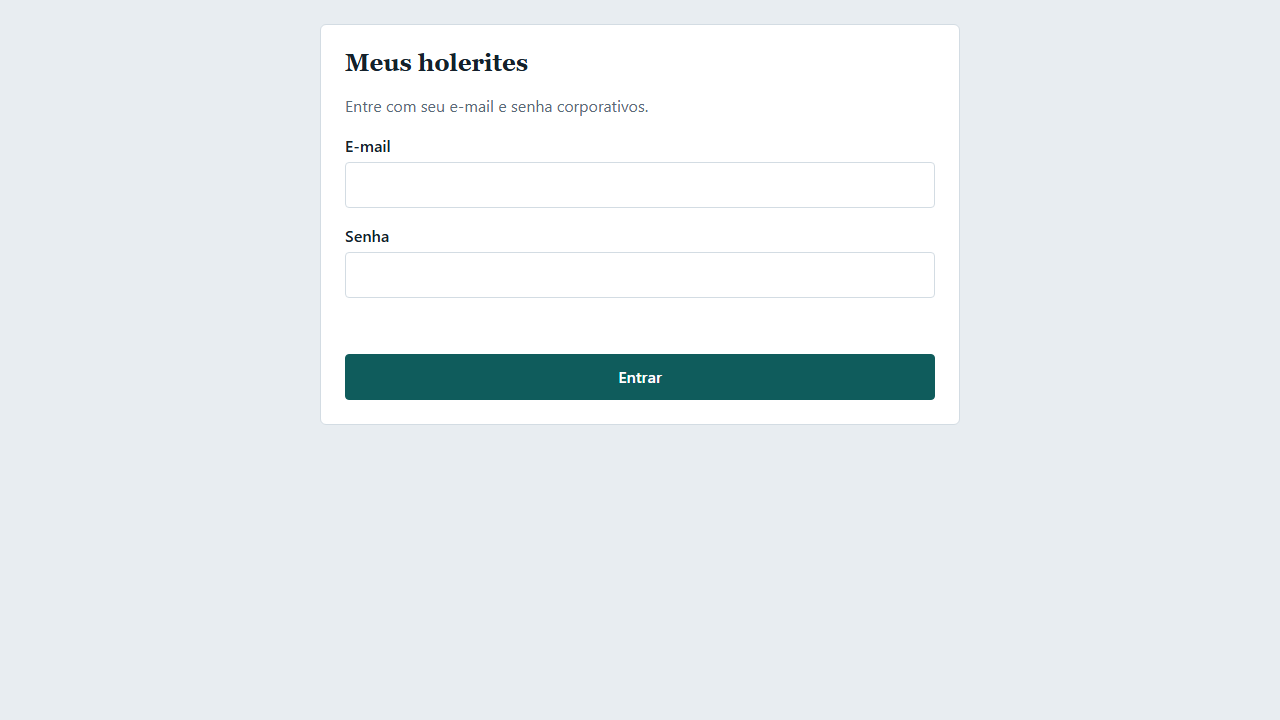 Meus holerites
Entre com seu e-mail e senha corporativos.
E-mail
Senha
Entrar